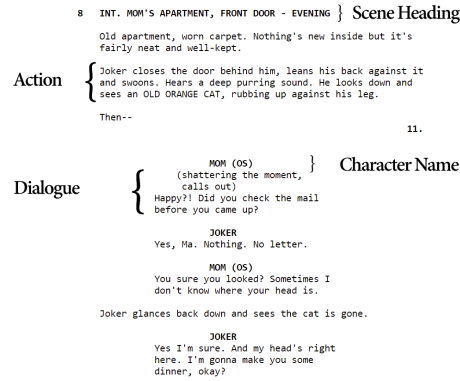 8 INT. MOM'S APARTMENT, FRONT DOOR - EVENING } Scene Heading
Old apartment, worn carpet. Nothing's new inside but it's
fairly neat and well-kept.
Action
Joker closes the door behind him, leans his back against it
and swoons. Hears a deep purring sound. He looks down and
sees an OLD ORANGE CAT, rubbing up against his leg.
Then--
11.
MOM (OS) } Character Name
(shattering the moment,
calls out)
Dialogue
Happy?! Did you check the mail
before you came up?
JOKER
Yes, Ma. Nothing. No letter.
MOM (OS)
You sure you looked? Sometimes I
don't know where your head is.
Joker glances back down and sees the cat is gone.
JOKER
Yes I'm sure. And my head's right
here. I'm gonna make you some
dinner, okay?